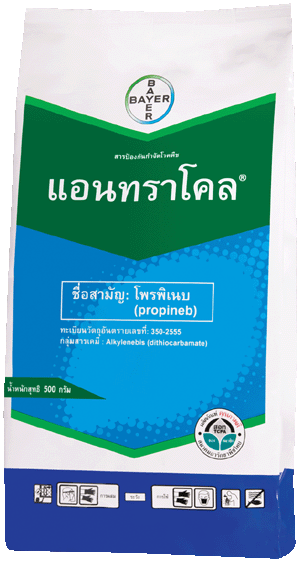 BAYER
BAYER
สารป้องกันกำจัดโรคพืช
แอนทราโคล®
ชื่อสามัญ: โพรพิเนบ
(propineb)
ทะเบียนวัตถุอันตรายเลขที่: 350-2555
กลุ่มสารเคมี : Alkylenebis (dithiocarbamate)
น้ำหนักสุทธิ 500 กรัม
TCPA